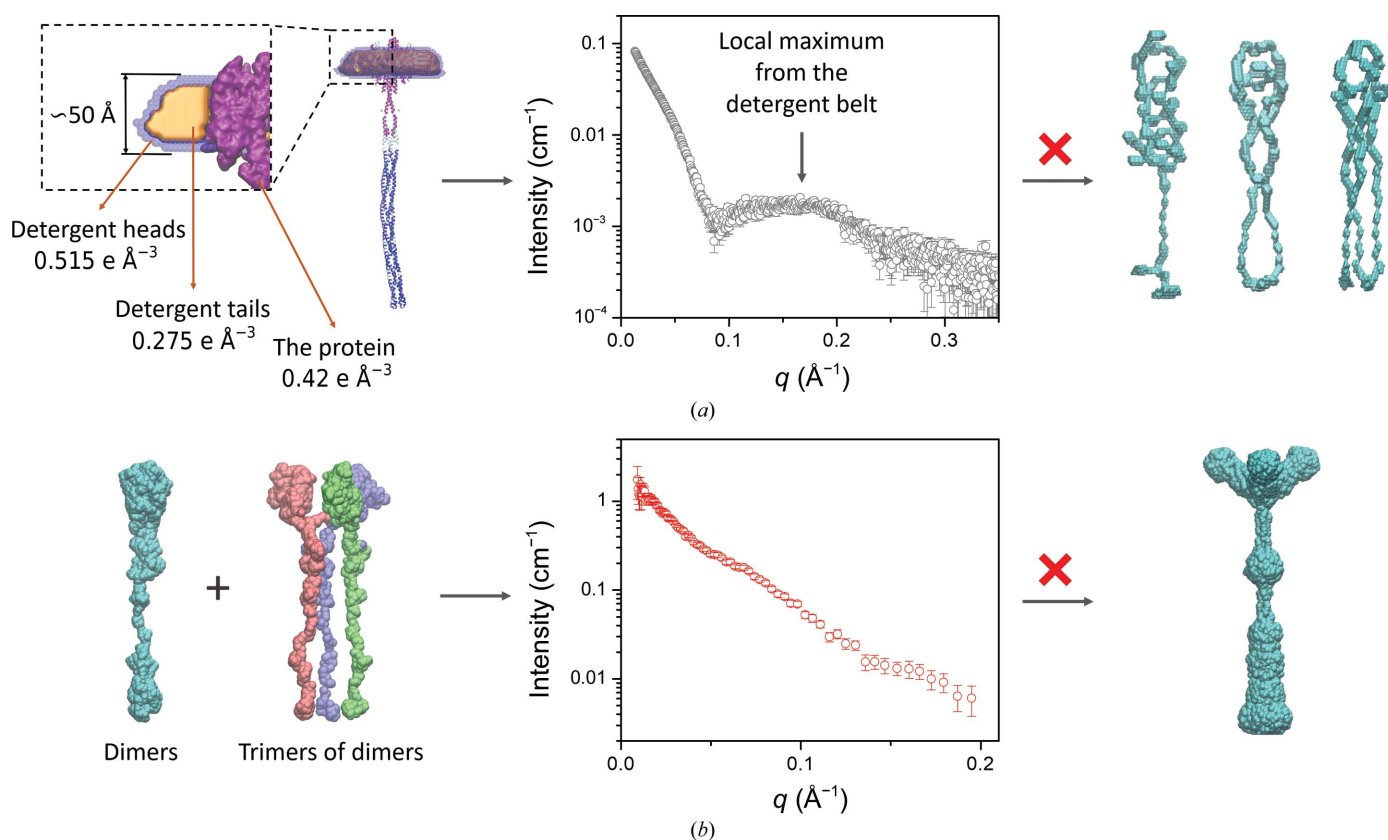 ∽50 Å
Detergent heads
0.515 e Å⁻³
Detergent tails
0.275 e Å⁻³
The protein
0.42 e Å⁻³
Intensity (cm⁻¹)
0.1
0.01
10⁻³
10⁻⁴
Local maximum
from the
detergent belt
0.0 0.1 0.2 0.3
q (Å⁻¹)
(a)
Dimers
+
Trimers of dimers
Intensity (cm⁻¹)
1
0.1
0.01
0.0 0.1 0.2
q (Å⁻¹)
(b)